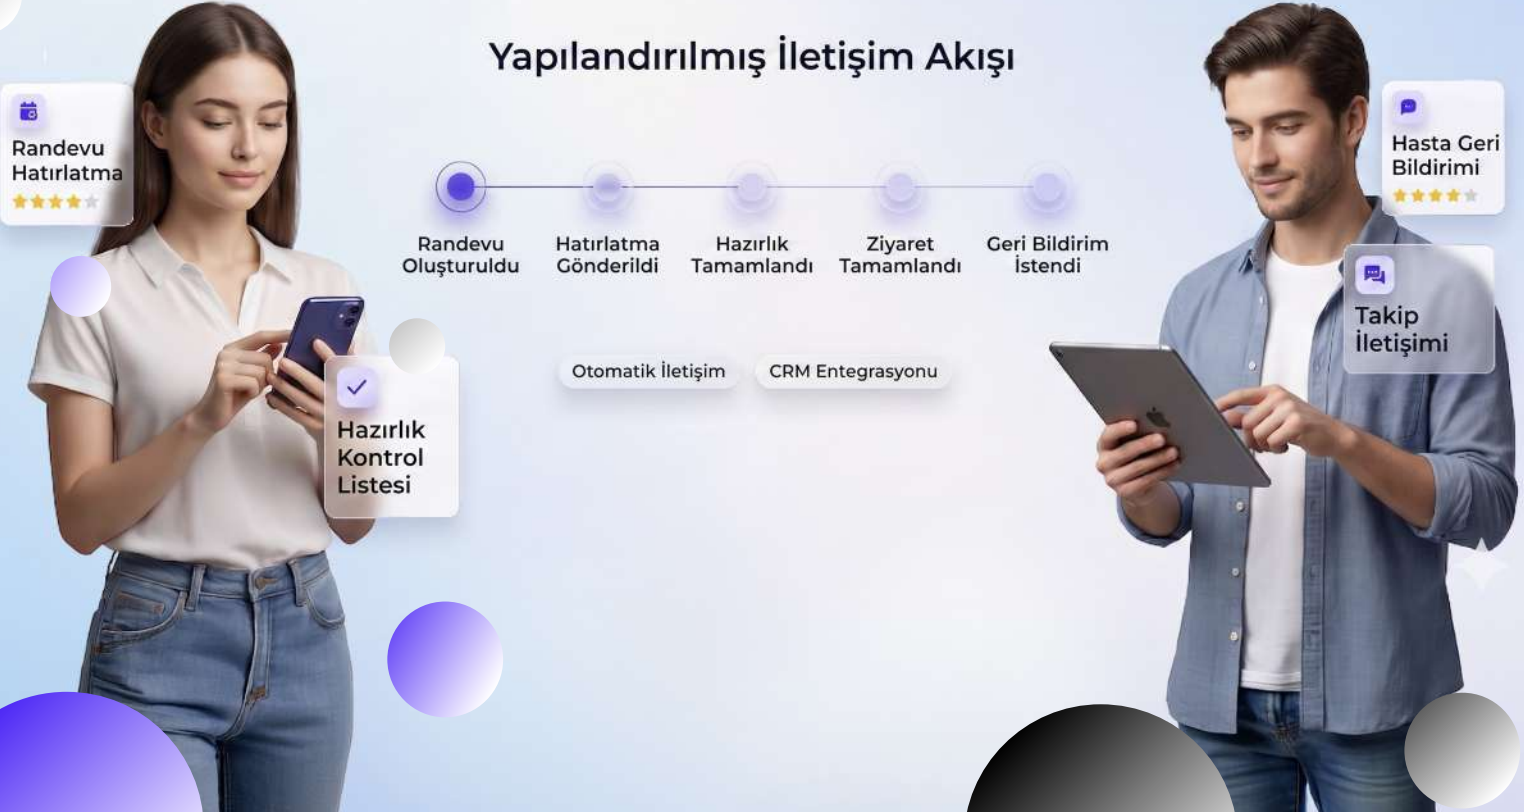 Yapılandırılmış İletişim Akışı
Randevu
Hatırlatma
Hasta Geri
Bildirimi
Randevu
Oluşturuldu
Hatırlatma
Gönderildi
Hazırlık
Tamamlandı
Ziyaret
Tamamlandı
Geri Bildirim
İstendi
Takip
İletişimi
Otomatik İletişim
CRM Entegrasyonu
Hazırlık
Kontrol
Listesi